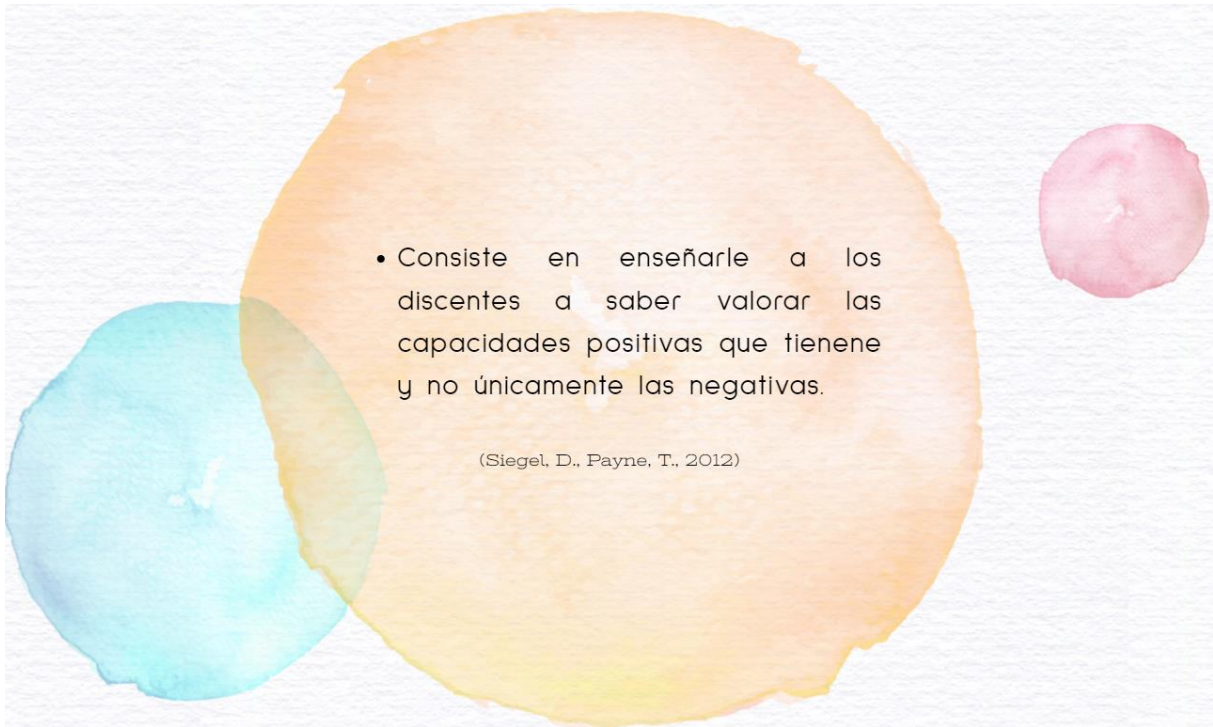 • Consiste en enseñarle a los
discentes a saber valorar las
capacidades positivas que tienene
y no únicamente las negativas.
(Siegel, D., Payne, T., 2012)